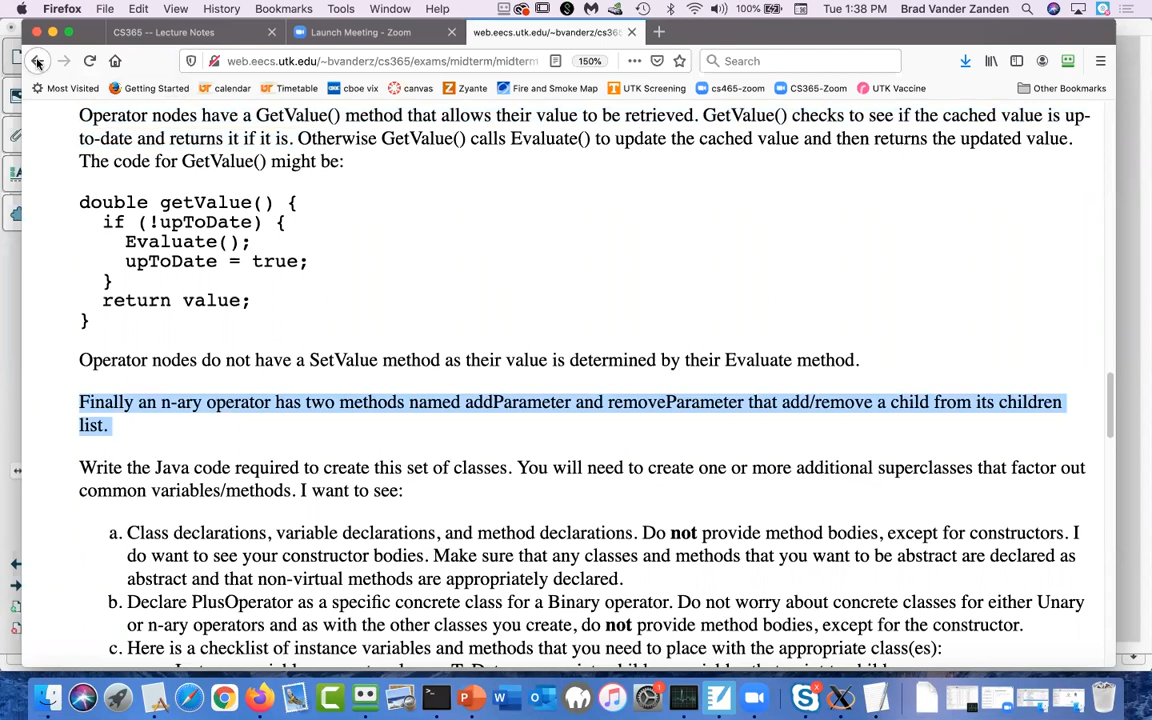 Firefox File Edit View History Bookmarks Tools Window Help 100% Tue 1:38 PM Brad Vander Zanden
CS365 -- Lecture Notes Launch Meeting - Zoom web.eecs.utk.edu/~bvanderz/cs36
web.eecs.utk.edu/~bvanderz/cs365/exams/midterm/midterm 150% Search
Most Visited Getting Started calendar Timetable cboe vix canvas Zyante Fire and Smoke Map UTK Screening cs465-zoom CS365-Zoom UTK Vaccine Other Bookmarks
Operator nodes have a GetValue() method that allows their value to be retrieved. GetValue() checks to see if the cached value is up-
to-date and returns it if it is. Otherwise GetValue() calls Evaluate() to update the cached value and then returns the updated value.
The code for GetValue() might be:
double getValue() {
if (!upToDate) {
Evaluate();
upToDate = true;
}
return value;
}
Operator nodes do not have a SetValue method as their value is determined by their Evaluate method.
Finally an n-ary operator has two methods named addParameter and removeParameter that add/remove a child from its children
list.
Write the Java code required to create this set of classes. You will need to create one or more additional superclasses that factor out
common variables/methods. I want to see:
a. Class declarations, variable declarations, and method declarations. Do not provide method bodies, except for constructors. I
do want to see your constructor bodies. Make sure that any classes and methods that you want to be abstract are declared as
abstract and that non-virtual methods are appropriately declared.
b. Declare PlusOperator as a specific concrete class for a Binary operator. Do not worry about concrete classes for either Unary
or n-ary operators and as with the other classes you create, do not provide method bodies, except for the constructor.
c. Here is a checklist of instance variables and methods that you need to place with the appropriate class(es):